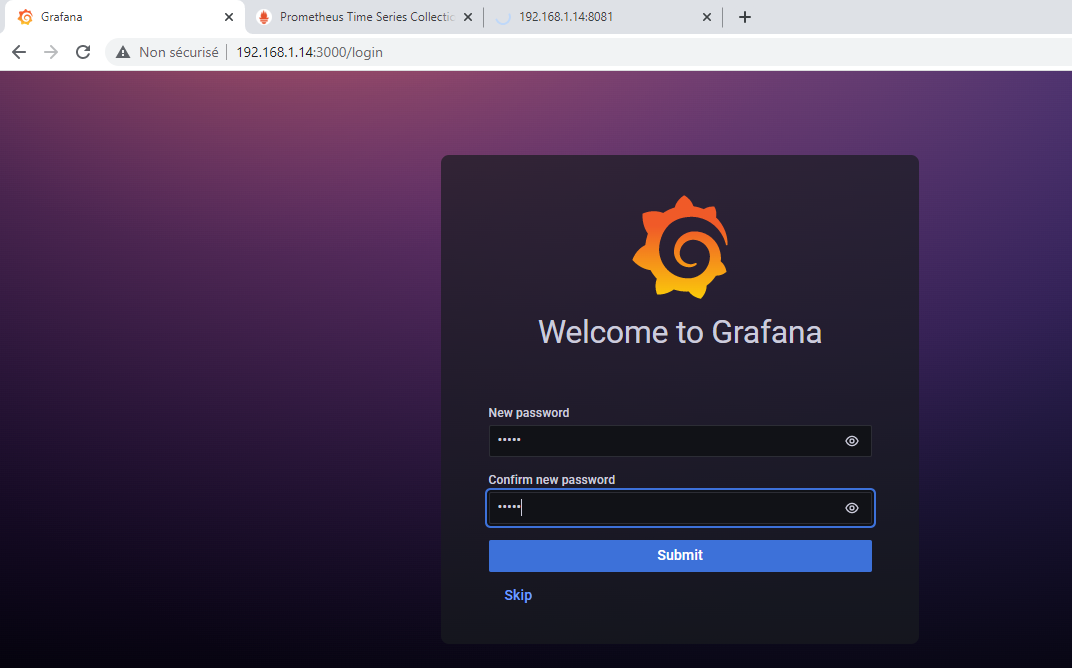 Grafana
Prometheus Time Series Collectic
192.168.1.14:8081
Non sécurisé
192.168.1.14:3000/login
Welcome to Grafana
New password
•••••
Confirm new password
•••••
Submit
Skip